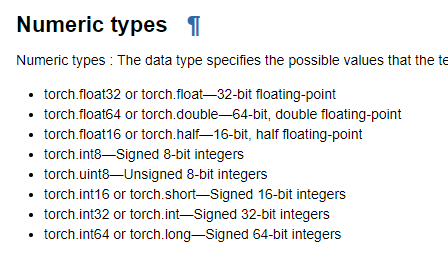 Numeric types ¶
Numeric types : The data type specifies the possible values that the te
• torch.float32 or torch.float—32-bit floating-point
• torch.float64 or torch.double—64-bit, double floating-point
• torch.float16 or torch.half—16-bit, half floating-point
• torch.int8—Signed 8-bit integers
• torch.uint8—Unsigned 8-bit integers
• torch.int16 or torch.short—Signed 16-bit integers
• torch.int32 or torch.int—Signed 32-bit integers
• torch.int64 or torch.long—Signed 64-bit integers